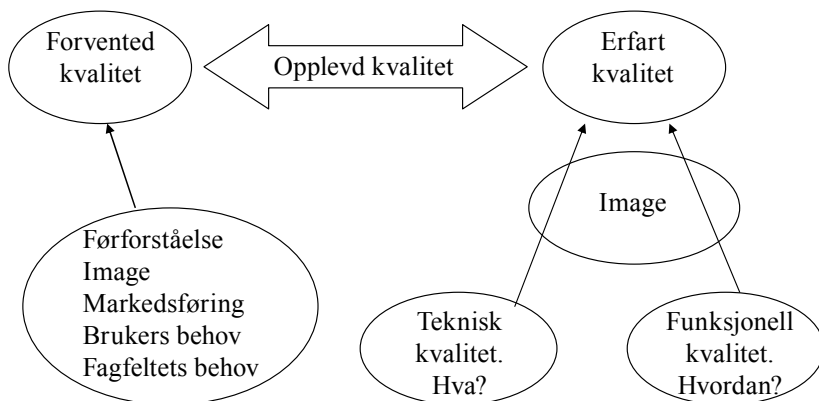 Forvented
kvalitet
Opplevd kvalitet
Erfart
kvalitet
Image
Førforståelse
Image
Markedsføring
Brukers behov
Fagfeltets behov
Teknisk
kvalitet.
Hva?
Funksjonell
kvalitet.
Hvordan?